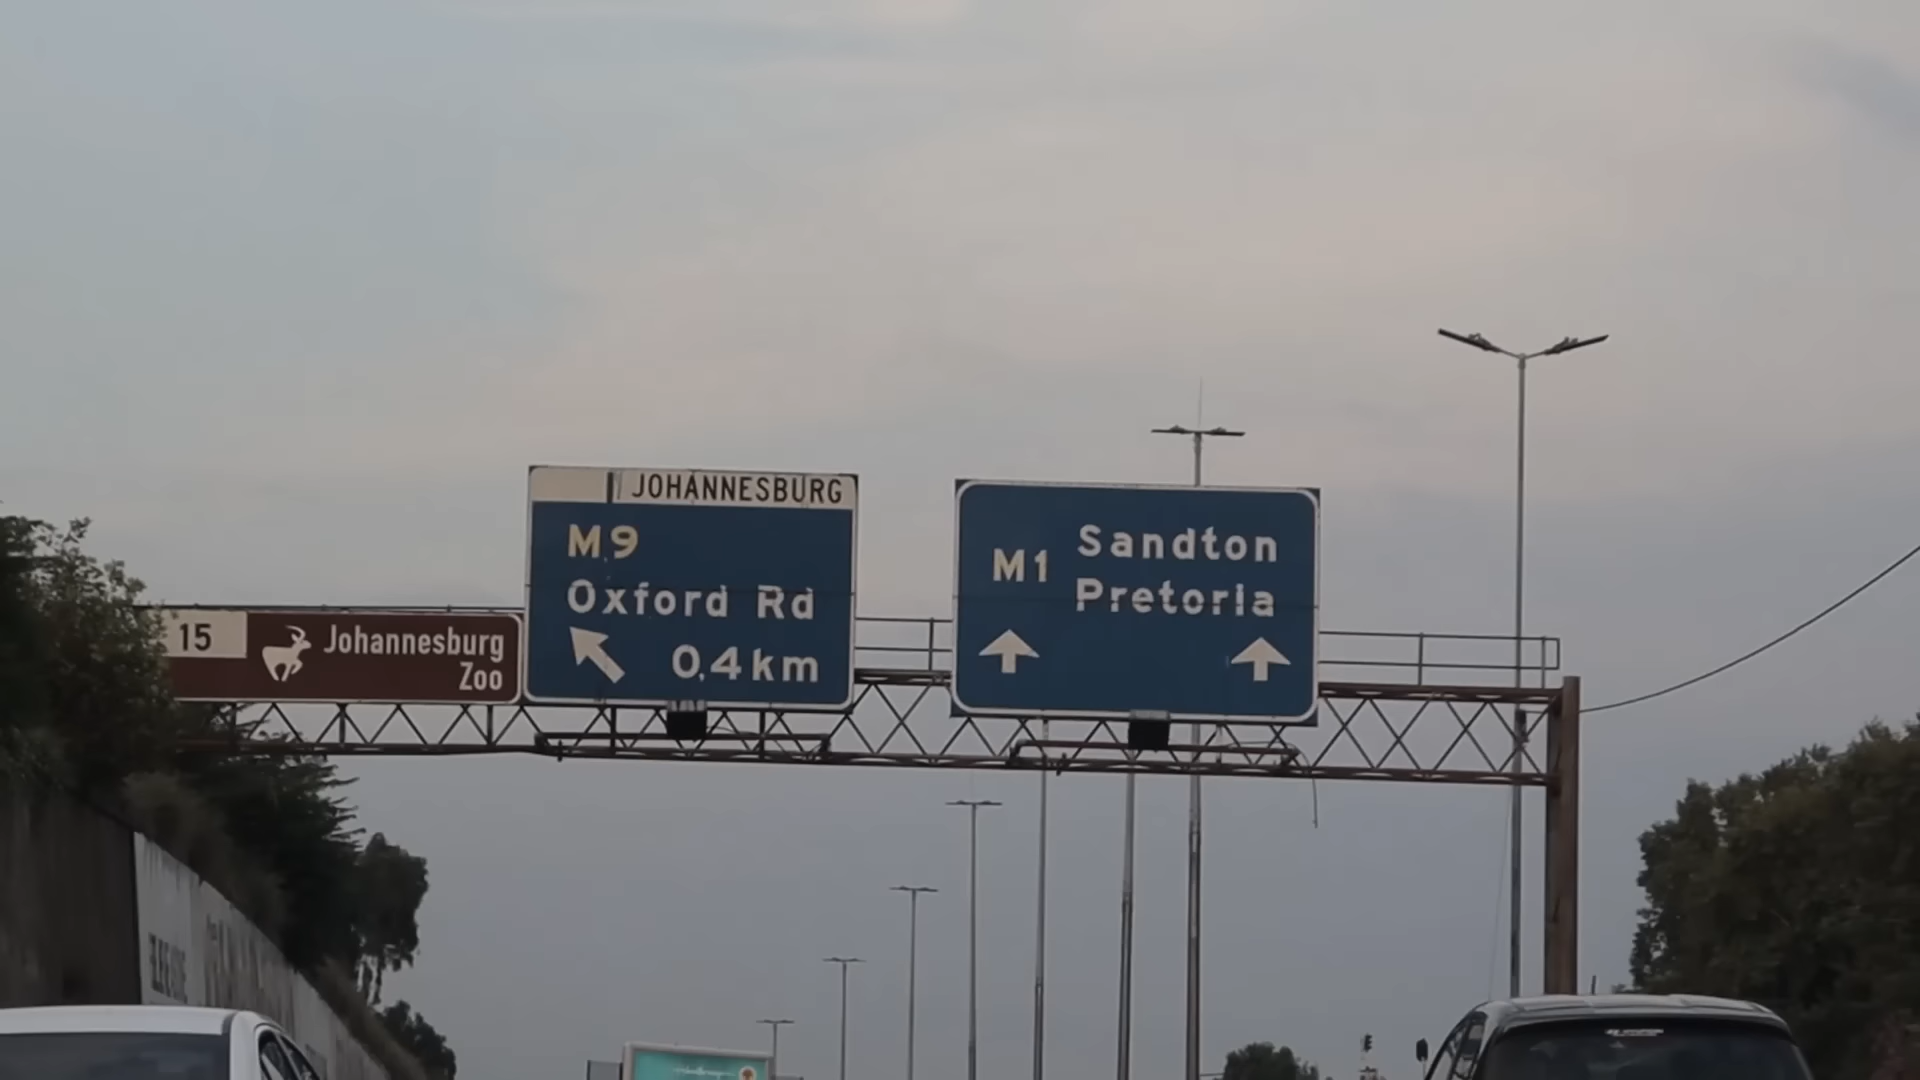 15
Johannesburg
Zoo
JOHANNESBURG
M9
Oxford Rd
0,4km
M1
Sandton
Pretoria